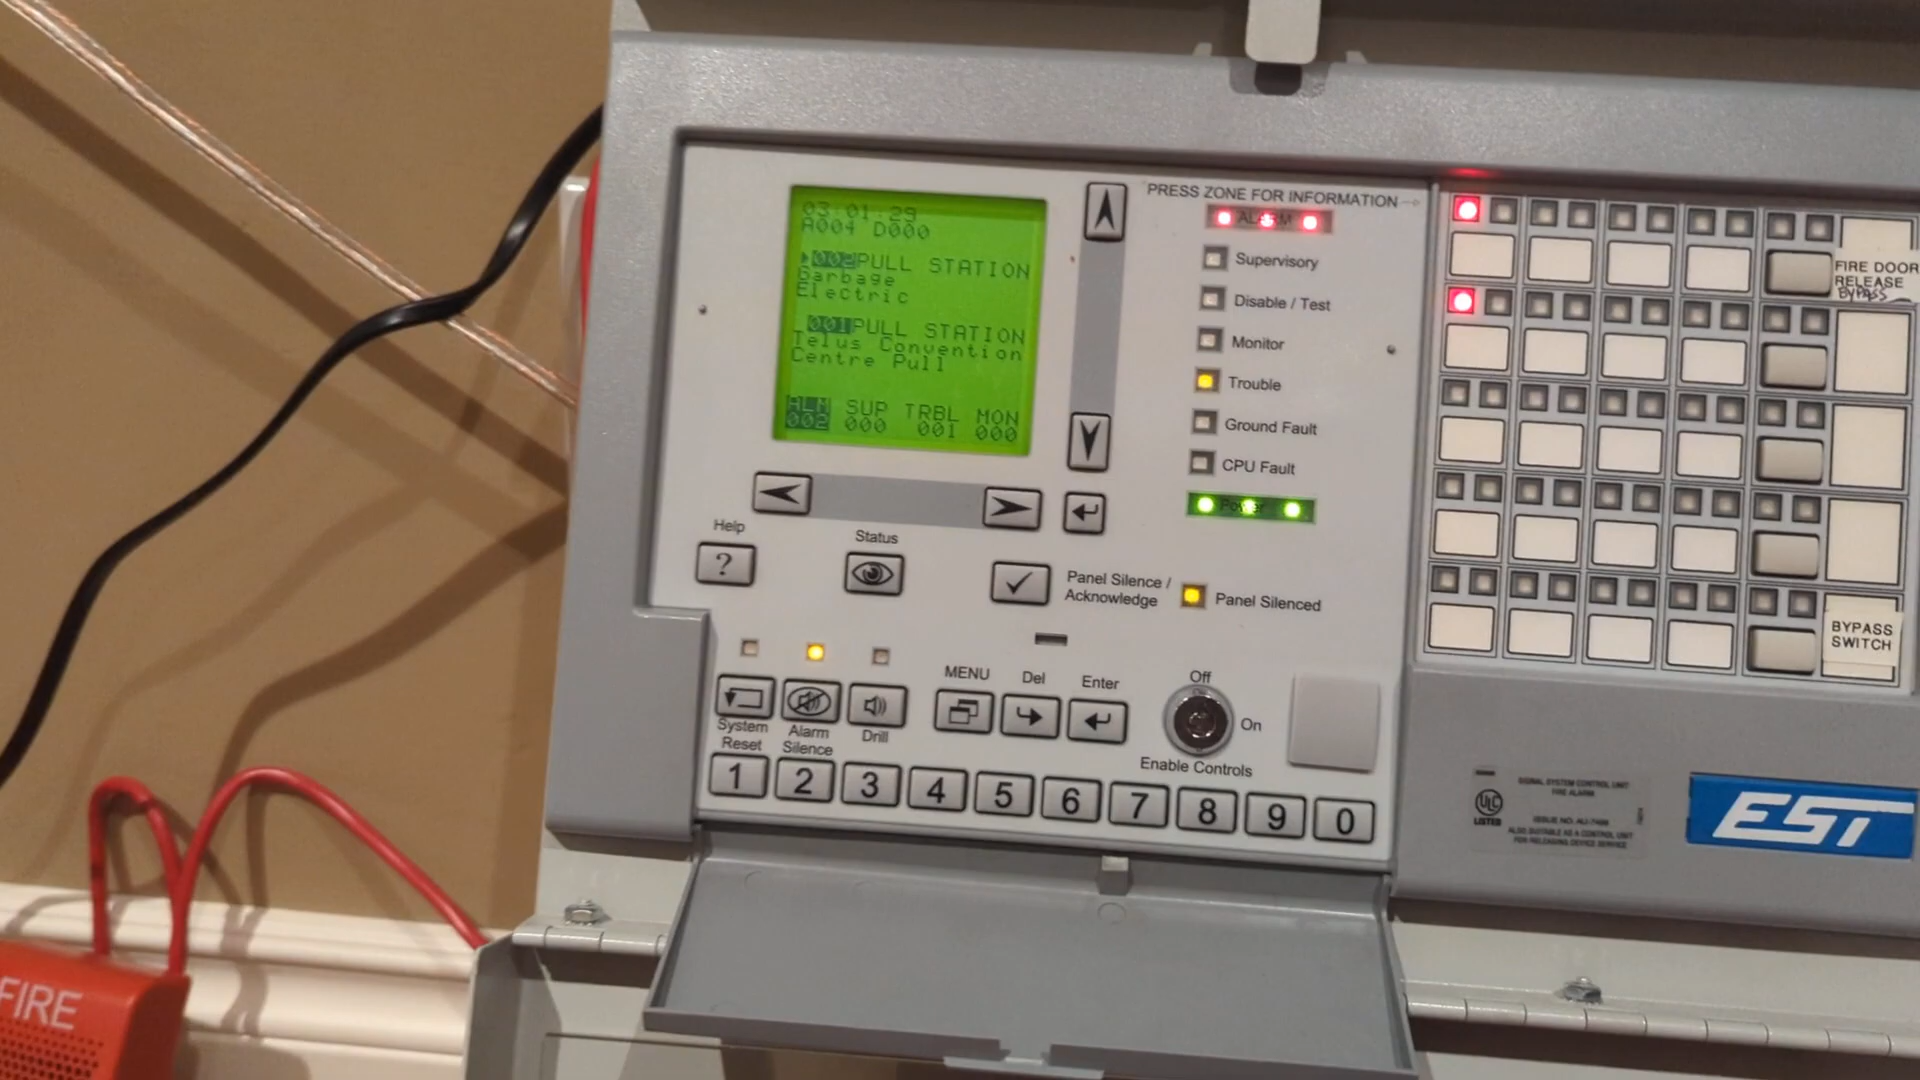 03:01:29
A004 D000
002 PULL STATION
Garbage
Electric
001 PULL STATION
Telus Convention
Centre Pull
ALM SUP TRBL MON
002 000 001 000
PRESS ZONE FOR INFORMATION
ALARM
Supervisory
Disable / Test
Monitor
Trouble
Ground Fault
CPU Fault
Power
Help
?
Status
Panel Silence /
Acknowledge
Panel Silenced
System
Reset
Alarm
Silence
Drill
MENU
Del
Enter
Off
On
Enable Controls
1 2 3 4 5 6 7 8 9 0
FIRE DOOR
RELEASE
BYPASS
BYPASS
SWITCH
ULC
LISTED
SIGNAL SYSTEM CONTROL UNIT
FIRE ALARM
ISSUE NO. AU-7499
ALSO SUITABLE AS A CONTROL UNIT
FOR RELEASING DEVICE SERVICE
EST
FIRE